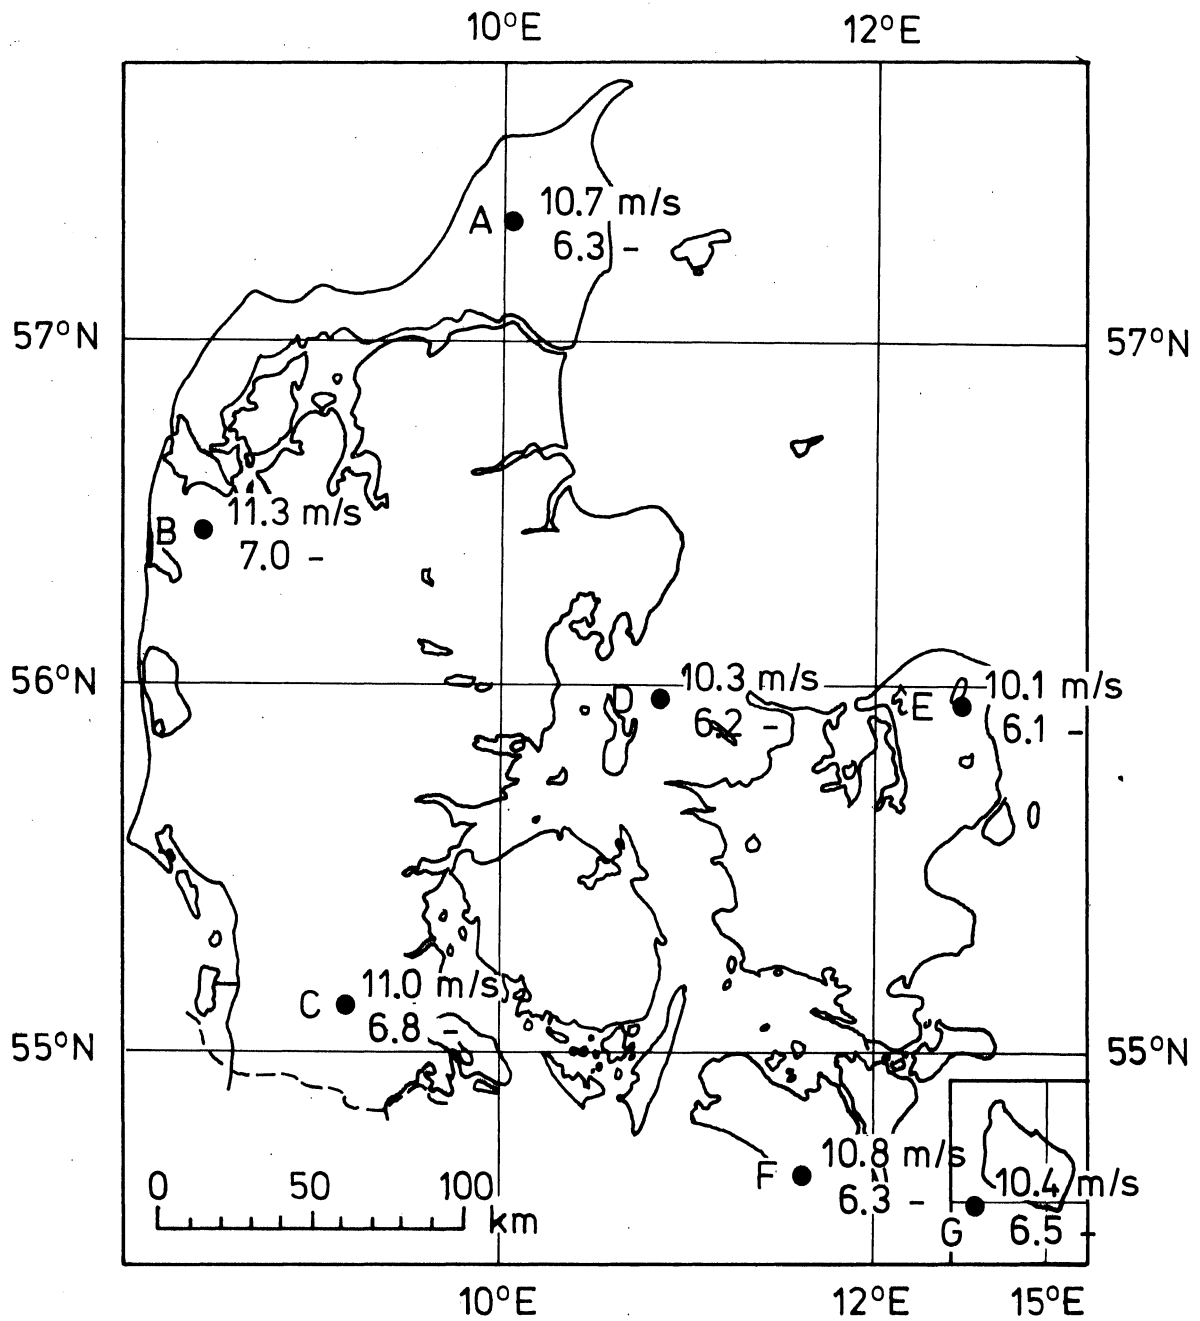 10°E 12°E
A 10.7 m/s
6.3 –
57°N 57°N
B 11.3 m/s
7.0 –
56°N
D 10.3 m/s
6.2 –
E 10.1 m/s
6.1 –
C 11.0 m/s
6.8 –
55°N 55°N
F 10.8 m/s
6.3 –
G 10.4 m/s
6.5 –
0 50 100
km
10°E 12°E 15°E